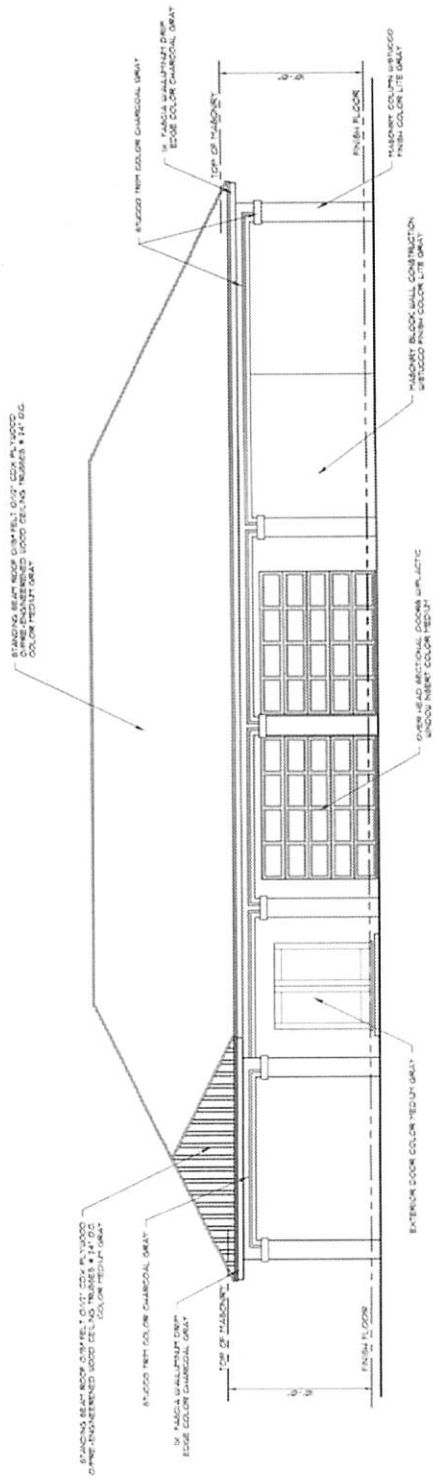 STANDING SEAM ROOF O/15# FELT O/1/2" CDX PLYWOOD
O/PRE-ENGINEERED WOOD CEILING TRUSSES @ 24" O.C.
COLOR MEDIUM GRAY
STUCCO TRIM COLOR CHARCOAL GRAY
FASCIA W/ALUMINUM DRIP
EDGE COLOR CHARCOAL GRAY
TOP OF MASONRY
FINISH FLOOR
STANDING SEAM ROOF O/15# FELT O/1/2" CDX PLYWOOD
O/PRE-ENGINEERED WOOD CEILING TRUSSES @ 24" O.C.
COLOR MEDIUM GRAY
STUCCO TRIM COLOR CHARCOAL GRAY
FASCIA W/ALUMINUM DRIP
EDGE COLOR CHARCOAL GRAY
TOP OF MASONRY
FINISH FLOOR
MASONRY COLUMN W/STUCCO
FINISH COLOR LITE GRAY
MASONRY BLOCK WALL CONSTRUCTION
W/STUCCO FINISH COLOR LITE GRAY
OVER HEAD SECTIONAL DOORS W/PLACTIC
WINDOW INSERT COLOR MEDIUM
EXTERIOR DOOR COLOR MEDIUM GRAY